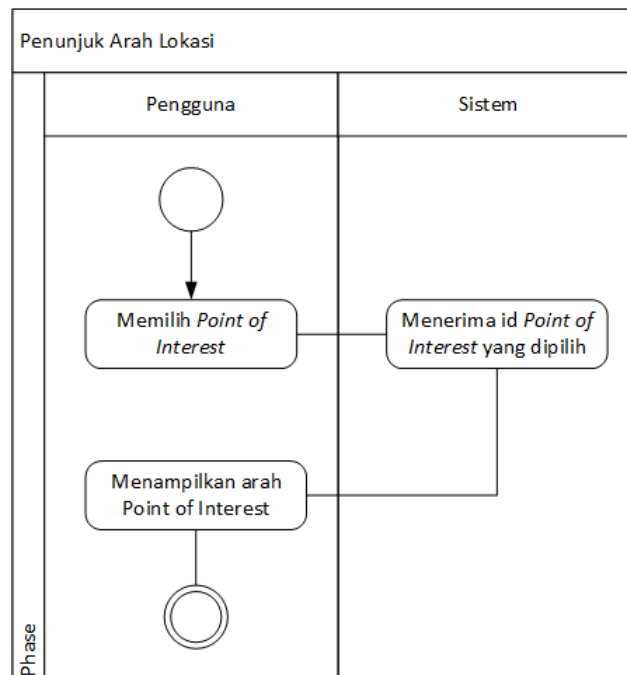 Penunjuk Arah Lokasi
Pengguna
Sistem
Memilih Point of
Interest
Menerima id Point of
Interest yang dipilih
Menampilkan arah
Point of Interest
Phase